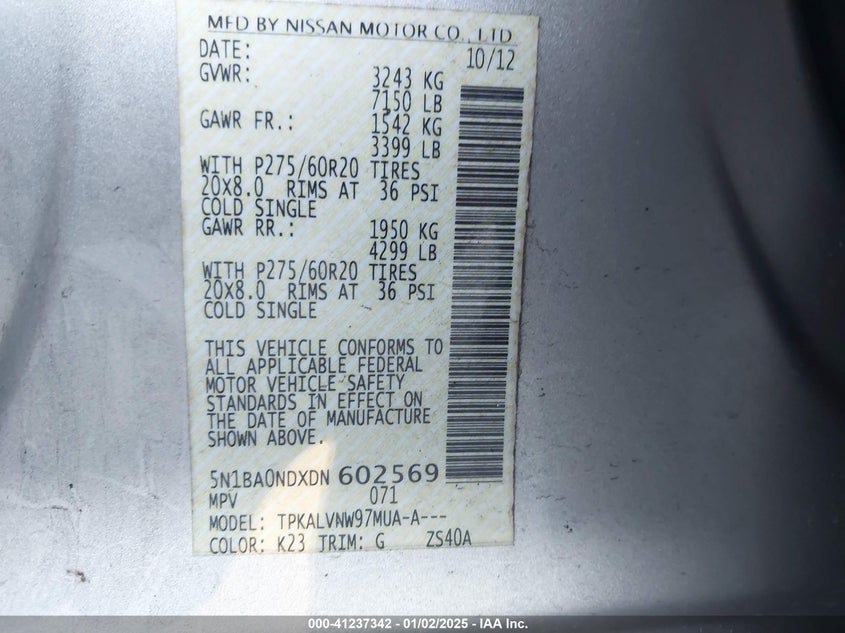 MFD BY NISSAN MOTOR CO., LTD
DATE: 10/12
GVWR: 3243 KG
7150 LB
GAWR FR.: 1542 KG
3399 LB
WITH P275/60R20 TIRES
20X8.0 RIMS AT 36 PSI
COLD SINGLE
GAWR RR.: 1950 KG
4299 LB
WITH P275/60R20 TIRES
20X8.0 RIMS AT 36 PSI
COLD SINGLE
THIS VEHICLE CONFORMS TO
ALL APPLICABLE FEDERAL
MOTOR VEHICLE SAFETY
STANDARDS IN EFFECT ON
THE DATE OF MANUFACTURE
SHOWN ABOVE.
5N1BA0NDXDN 602569
MPV 071
MODEL: TPKALVNW97MUA-A---
COLOR: K23 TRIM: G ZS40A
000-41237342 - 01/02/2025 - IAA Inc.